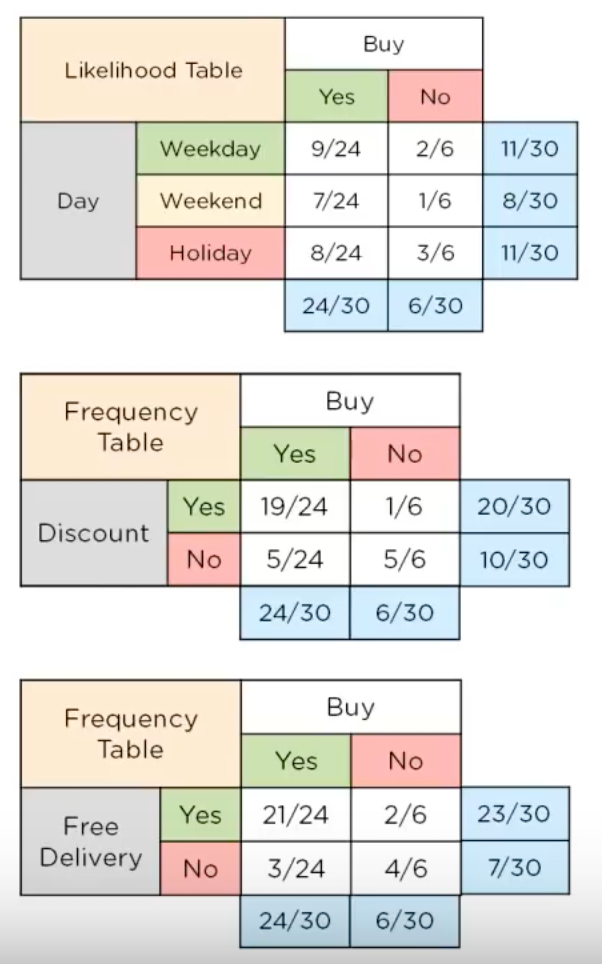 Likelihood Table
Buy
Yes No
Day
Weekday 9/24 2/6 11/30
Weekend 7/24 1/6 8/30
Holiday 8/24 3/6 11/30
24/30 6/30
Frequency
Table
Buy
Yes No
Discount
Yes 19/24 1/6 20/30
No 5/24 5/6 10/30
24/30 6/30
Frequency
Table
Buy
Yes No
Free
Delivery
Yes 21/24 2/6 23/30
No 3/24 4/6 7/30
24/30 6/30